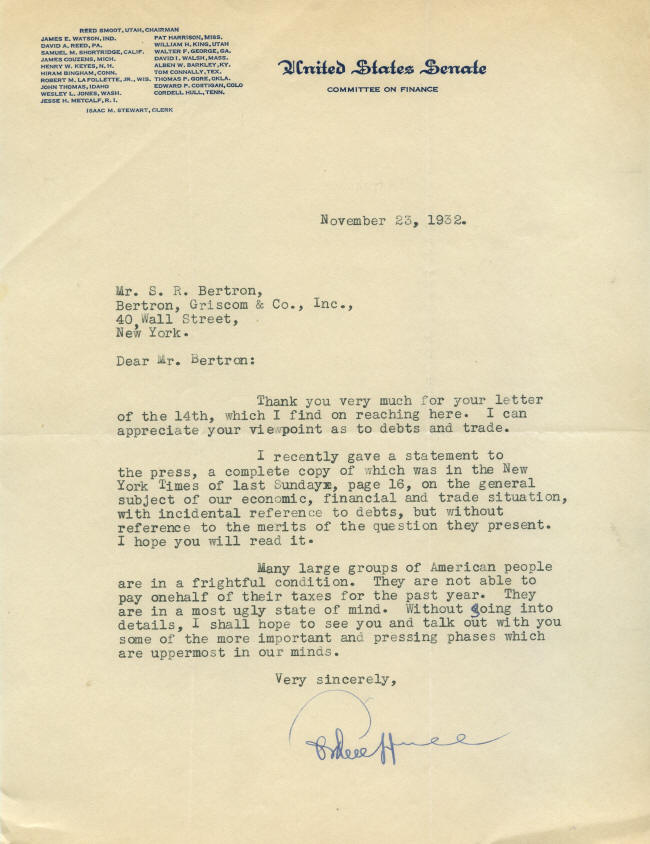 REED SMOOT, UTAH, CHAIRMAN
JAMES E. WATSON, IND.
DAVID A. REED, PA.
SAMUEL M. SHORTRIDGE, CALIF.
JAMES COUZENS, MICH.
HENRY W. KEYES, N. H.
HIRAM BINGHAM, CONN.
ROBERT M. LA FOLLETTE, JR., WIS.
JOHN THOMAS, IDAHO
WESLEY L. JONES, WASH.
JESSE H. METCALF, R. I.
PAT HARRISON, MISS.
WILLIAM H. KING, UTAH
WALTER F. GEORGE, GA.
DAVID I. WALSH, MASS.
ALBEN W. BARKLEY, KY.
TOM CONNALLY, TEX.
THOMAS P. GORE, OKLA.
EDWARD P. COSTIGAN, COLO
CORDELL HULL, TENN.
ISAAC M. STEWART, CLERK
United States Senate
COMMITTEE ON FINANCE
November 23, 1932.
Mr. S. R. Bertron,
Bertron, Griscom & Co., Inc.,
40, Wall Street,
New York.
Dear Mr. Bertron:
Thank you very much for your letter
of the 14th, which I find on reaching here. I can
appreciate your viewpoint as to debts and trade.
I recently gave a statement to
the press, a complete copy of which was in the New
York Times of last Sundayx, page 16, on the general
subject of our economic, financial and trade situation,
with incidental reference to debts, but without
reference to the merits of the question they present.
I hope you will read it.
Many large groups of American people
are in a frightful condition. They are not able to
pay onehalf of their taxes for the past year. They
are in a most ugly state of mind. Without going into
details, I shall hope to see you and talk out with you
some of the more important and pressing phases which
are uppermost in our minds.
Very sincerely,
Cordell Hull